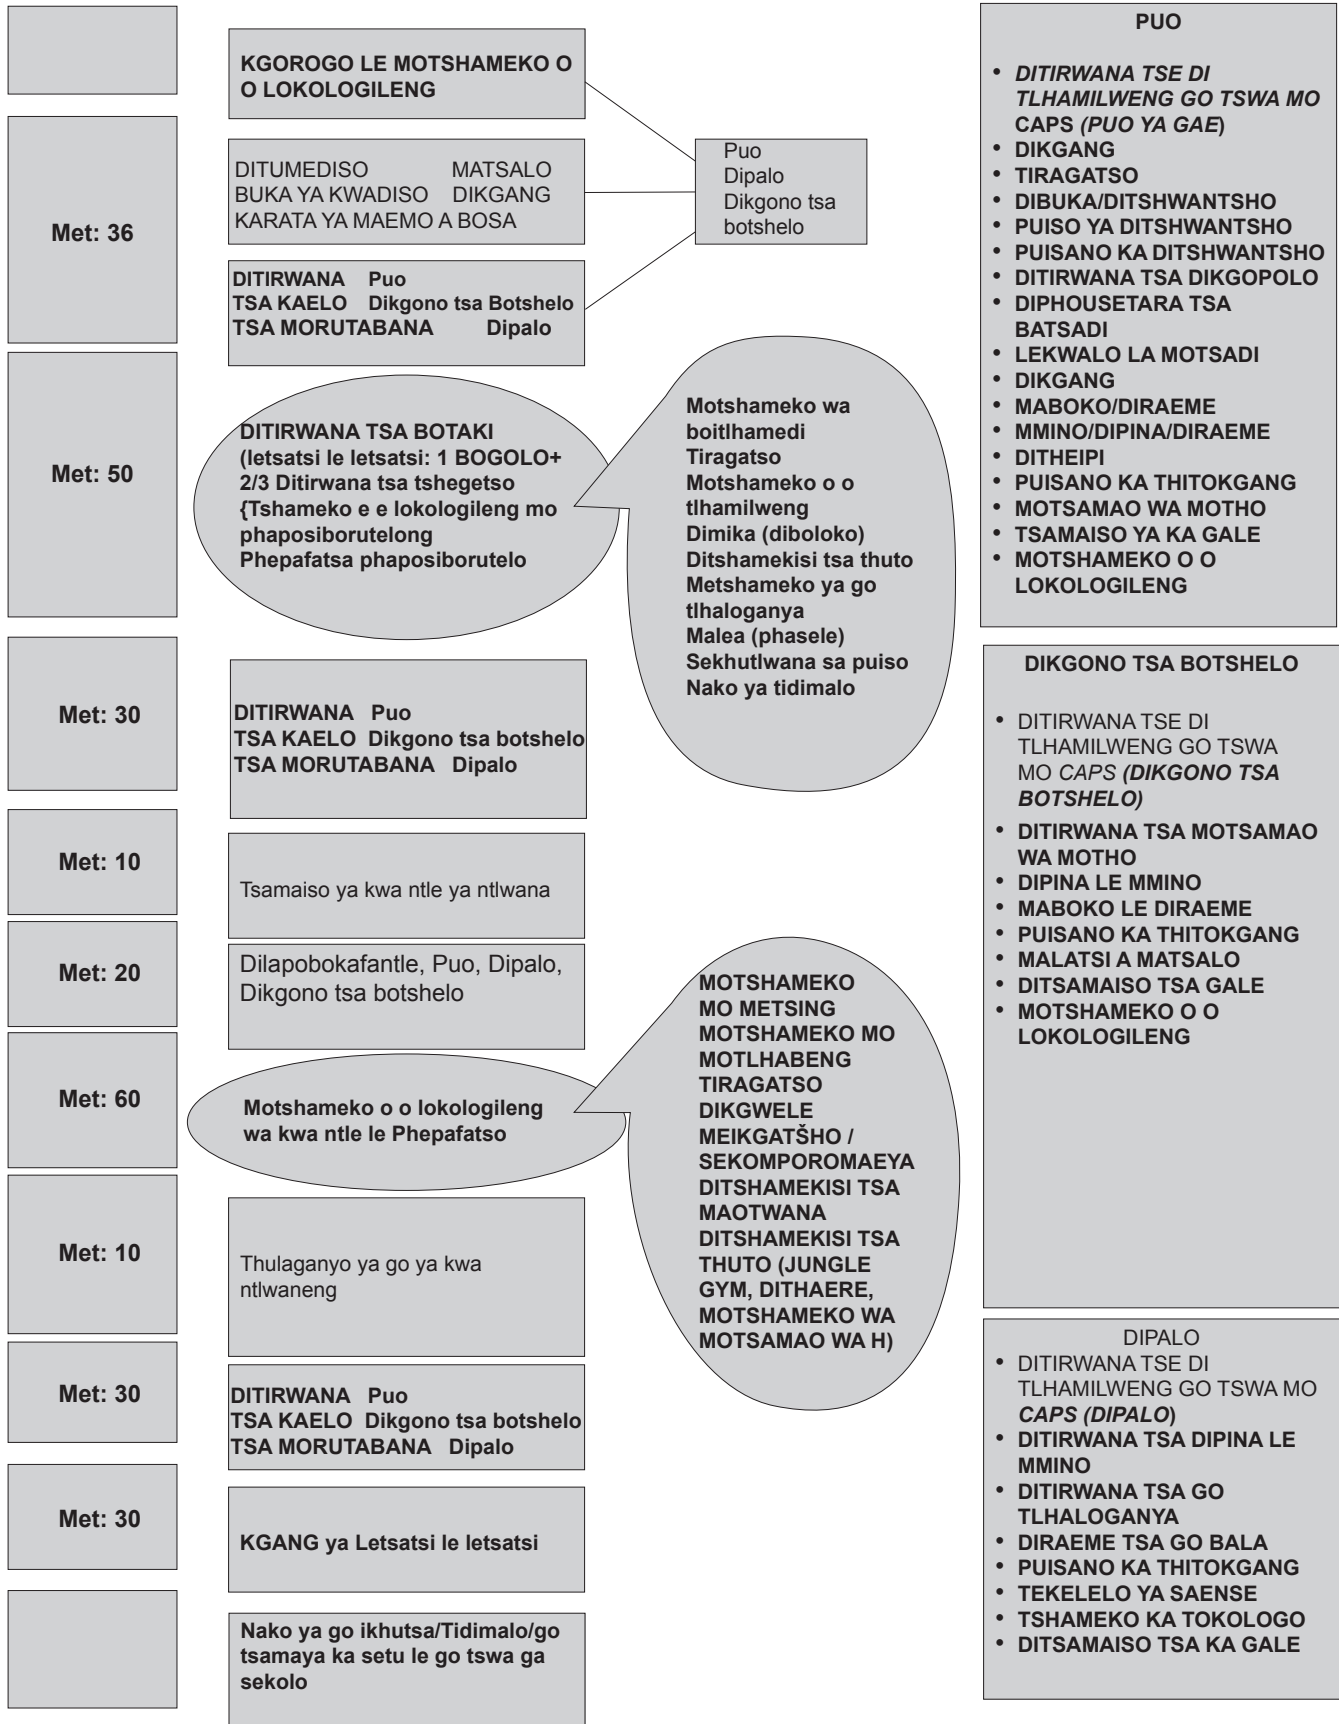 KGOROGO LE MOTSHAMEKO O
O LOKOLOGILENG
Met: 36
DITUMEDISO MATSALO
BUKA YA KWADISO DIKGANG
KARATA YA MAEMO A BOSA
Puo
Dipalo
Dikgono tsa
botshelo
DITIRWANA Puo
TSA KAELO Dikgono tsa Botshelo
TSA MORUTABANA Dipalo
Met: 50
DITIRWANA TSA BOTAKI
(letsatsi le letsatsi: 1 BOGOLO+
2/3 Ditirwana tsa tshegetso
{Tshameko e e lokologileng mo
phaposiborutelong
Phepafatsa phaposiborutelo
Motshameko wa
boitlhamedi
Tiragatso
Motshameko o o
tlhamilweng
Dimika (diboloko)
Ditshamekisi tsa thuto
Metshameko ya go
tlhaloganya
Malea (phasele)
Sekhutlwana sa puiso
Nako ya tidimalo
Met: 30
DITIRWANA Puo
TSA KAELO Dikgono tsa botshelo
TSA MORUTABANA Dipalo
Met: 10
Tsamaiso ya kwa ntle ya ntlwana
Met: 20
Dilapobokafantle, Puo, Dipalo,
Dikgono tsa botshelo
Met: 60
Motshameko o o lokologileng
wa kwa ntle le Phepafatso
MOTSHAMEKO
MO METSING
MOTSHAMEKO MO
MOTLHABENG
TIRAGATSO
DIKGWELE
MEIKGATŠHO /
SEKOMPOROMAEYA
DITSHAMEKISI TSA
MAOTWANA
DITSHAMEKISI TSA
THUTO (JUNGLE
GYM, DITHAERE,
MOTSHAMEKO WA
MOTSAMAO WA H)
Met: 10
Thulaganyo ya go ya kwa
ntlwaneng
Met: 30
DITIRWANA Puo
TSA KAELO Dikgono tsa botshelo
TSA MORUTABANA Dipalo
Met: 30
KGANG ya Letsatsi le letsatsi
Nako ya go ikhutsa/Tidimalo/go
tsamaya ka setu le go tswa ga
sekolo
PUO
• DITIRWANA TSE DI
TLHAMILWENG GO TSWA MO
CAPS (PUO YA GAE)
• DIKGANG
• TIRAGATSO
• DIBUKA/DITSHWANTSHO
• PUISO YA DITSHWANTSHO
• PUISANO KA DITSHWANTSHO
• DITIRWANA TSA DIKGOPOLO
• DIPHOUSETARA TSA
BATSADI
• LEKWALO LA MOTSADI
• DIKGANG
• MABOKO/DIRAEME
• MMINO/DIPINA/DIRAEME
• DITHEIPI
• PUISANO KA THITOKGANG
• MOTSAMAO WA MOTHO
• TSAMAISO YA KA GALE
• MOTSHAMEKO O O
LOKOLOGILENG
DIKGONO TSA BOTSHELO
• DITIRWANA TSE DI
TLHAMILWENG GO TSWA
MO CAPS (DIKGONO TSA
BOTSHELO)
• DITIRWANA TSA MOTSAMAO
WA MOTHO
• DIPINA LE MMINO
• MABOKO LE DIRAEME
• PUISANO KA THITOKGANG
• MALATSI A MATSALO
• DITSAMAISO TSA GALE
• MOTSHAMEKO O O
LOKOLOGILENG
DIPALO
• DITIRWANA TSE DI
TLHAMILWENG GO TSWA MO
CAPS (DIPALO)
• DITIRWANA TSA DIPINA LE
MMINO
• DITIRWANA TSA GO
TLHALOGANYA
• DIRAEME TSA GO BALA
• PUISANO KA THITOKGANG
• TEKELELO YA SAENSE
• TSHAMEKO KA TOKOLOGO
• DITSAMAISO TSA KA GALE